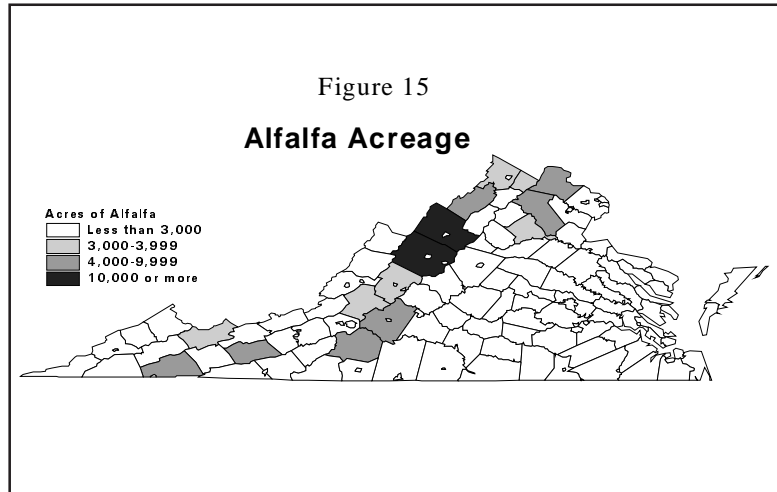 Figure 15
Alfalfa Acreage
Acres of Alfalfa
Less than 3,000
3,000-3,999
4,000-9,999
10,000 or more